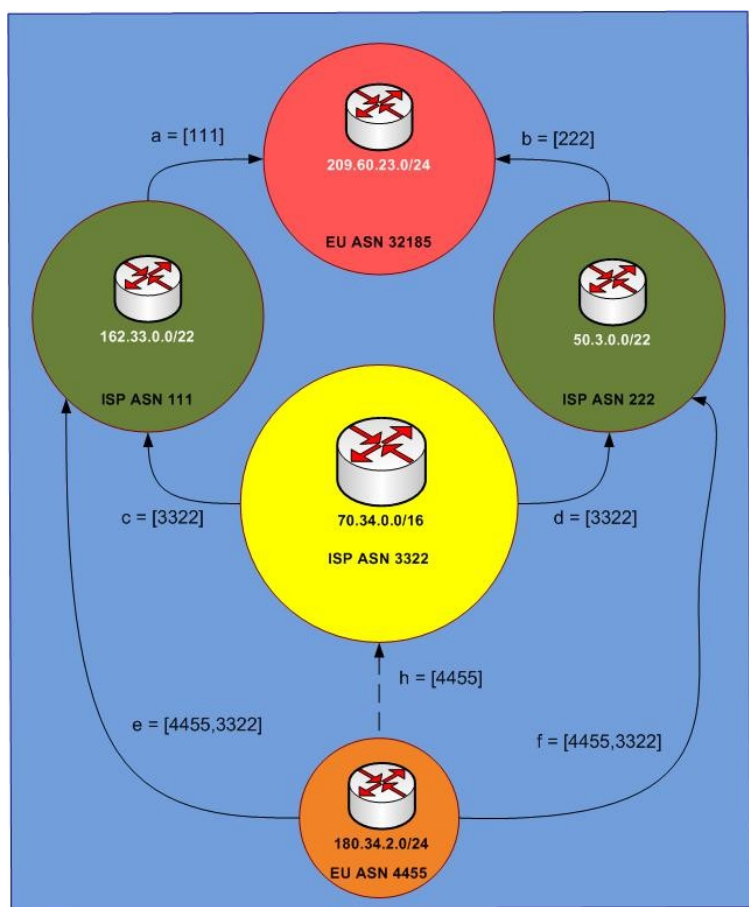 a = [111]
b = [222]
209.60.23.0/24
EU ASN 32185
162.33.0.0/22
ISP ASN 111
50.3.0.0/22
ISP ASN 222
c = [3322]
70.34.0.0/16
d = [3322]
ISP ASN 3322
h = [4455]
e = [4455,3322]
f = [4455,3322]
180.34.2.0/24
EU ASN 4455